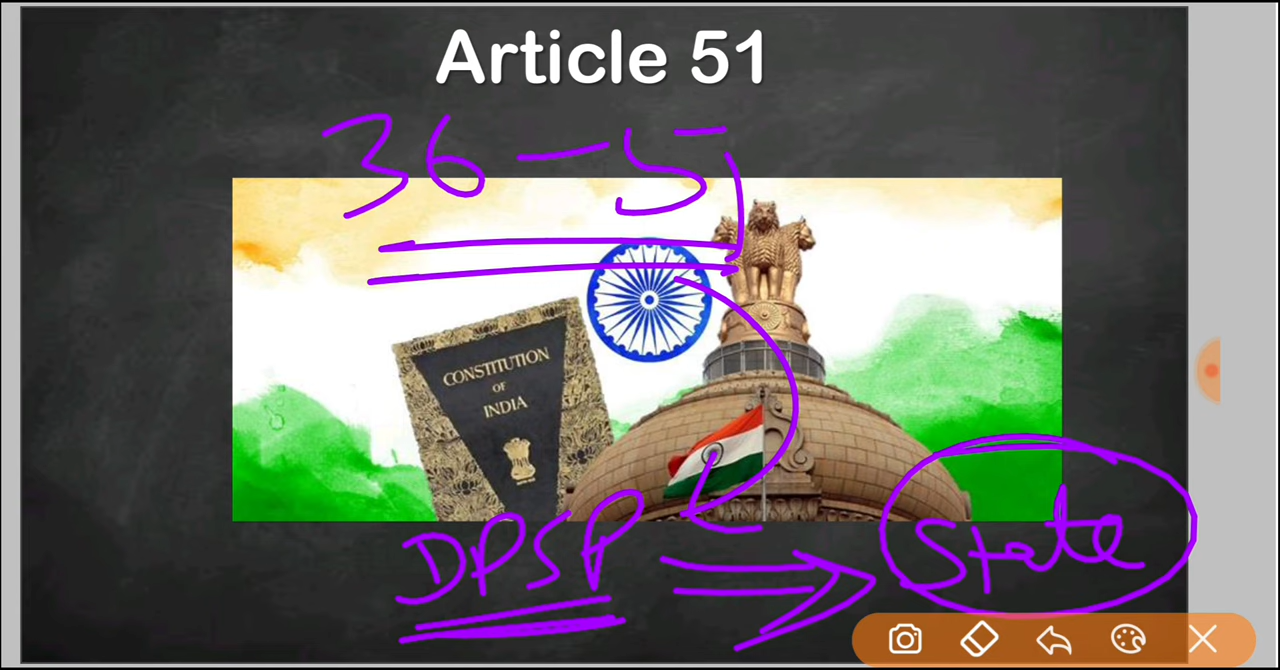 Article 51
36-51
CONSTITUTION
OF
INDIA
DPSP
State